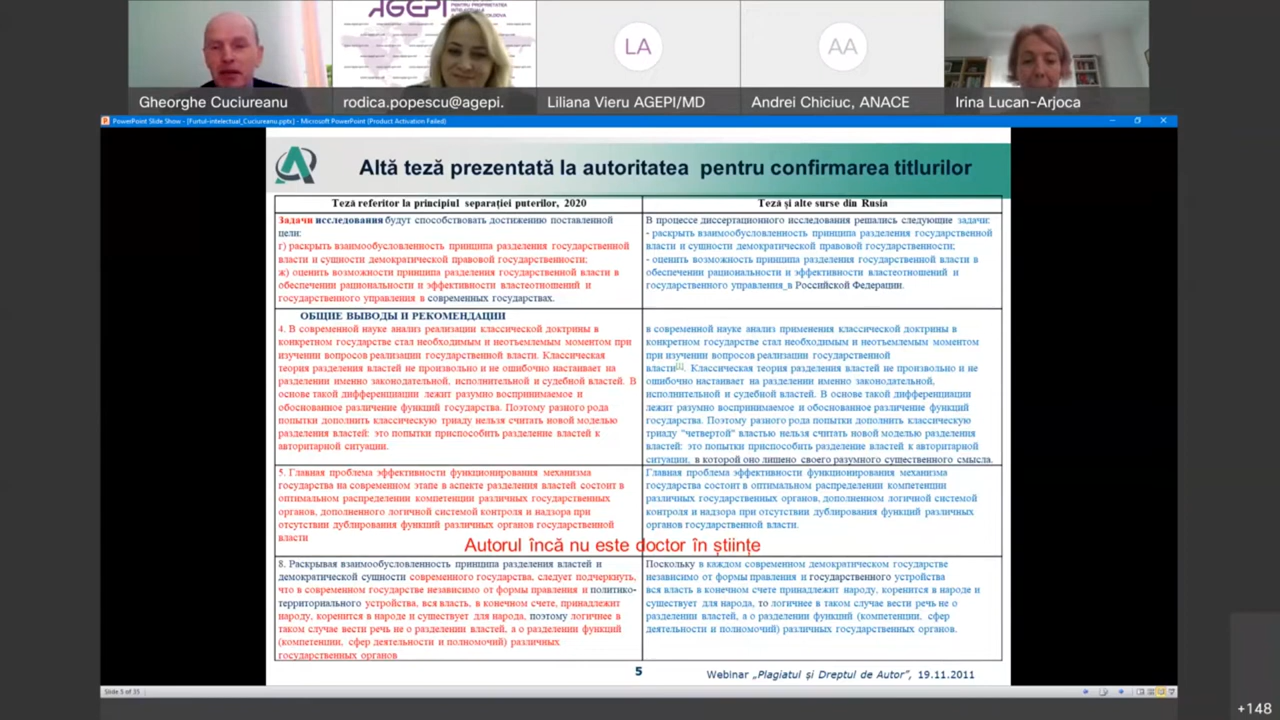 AGEPI
PENTRU PROPRIETATEA
Gheorghe Cuciureanu
rodica.popescu@agepi.
LA
Liliana Vieru AGEPI/MD
AA
Andrei Chiciuc, ANACE
Irina Lucan-Arjoca
PowerPoint Slide Show - [Furtul-intelectual_Cuciureanu.pptx] - Microsoft PowerPoint (Product Activation Failed)
Altă teză prezentată la autoritatea pentru confirmarea titlurilor
Teză referitor la principiul separației puterilor, 2020
Задачи исследования будут способствовать достижению поставленной
цели:
г) раскрыть взаимообусловленность принципа разделения государственной
власти и сущности демократической правовой государственности;
ж) оценить возможности принципа разделения государственной власти в
обеспечении рациональности и эффективности властеотношений и
государственного управления в современных государствах.
Teză și alte surse din Rusia
В процессе диссертационного исследования решались следующие задачи:
- раскрыть взаимообусловленность принципа разделения государственной
власти и сущности демократической правовой государственности;
- оценить возможность принципа разделения государственной власти в
обеспечении рациональности и эффективности властеотношений и
государственного управления в Российской Федерации.
ОБЩИЕ ВЫВОДЫ И РЕКОМЕНДАЦИИ
4. В современной науке анализ реализации классической доктрины в
конкретном государстве стал необходимым и неотъемлемым моментом при
изучении вопросов реализации государственной власти. Классическая
теория разделения властей не произвольно и не ошибочно настаивает на
разделении именно законодательной, исполнительной и судебной властей. В
основе такой дифференциации лежит разумно воспринимаемое и
обоснованное различение функций государства. Поэтому разного рода
попытки дополнить классическую триаду нельзя считать новой моделью
разделения властей: это попытки приспособить разделение властей к
авторитарной ситуации.
в современной науке анализ применения классической доктрины в
конкретном государстве стал необходимым и неотъемлемым моментом
при изучении вопросов реализации государственной
власти[1]. Классическая теория разделения властей не произвольно и не
ошибочно настаивает на разделении именно законодательной,
исполнительной и судебной властей. В основе такой дифференциации
лежит разумно воспринимаемое и обоснованное различение функций
государства. Поэтому разного рода попытки дополнить классическую
триаду "четвертой" властью нельзя считать новой моделью разделения
властей: это попытки приспособить разделение властей к авторитарной
ситуации, в которой оно лишено своего разумного существенного смысла.
5. Главная проблема эффективности функционирования механизма
государства на современном этапе в аспекте разделения властей состоит в
оптимальном распределении компетенции различных государственных
органов, дополненного логичной системой контроля и надзора при
отсутствии дублирования функций различных органов государственной
власти
Главная проблема эффективности функционирования механизма
государства состоит в оптимальном распределении компетенции
различных государственных органов, дополненном логичной системой
контроля и надзора при отсутствии дублирования функций различных
органов государственной власти.
Autorul încă nu este doctor în științe
8. Раскрывая взаимообусловленность принципа разделения властей и
демократической сущности современного государства, следует подчеркнуть,
что в современном государстве независимо от формы правления и политико-
территориального устройства, вся власть, в конечном счете, принадлежит
народу, коренится в народе и существует для народа, поэтому логичнее в
таком случае вести речь не о разделении властей, а о разделении функций
(компетенции, сфер деятельности и полномочий) различных
государственных органов
Поскольку в каждом современном демократическом государстве
независимо от формы правления и государственного устройства
вся власть в конечном счете принадлежит народу, коренится в народе и
существует для народа, то логичнее в таком случае вести речь не о
разделении властей, а о разделении функций (компетенции, сфер
деятельности и полномочий) различных государственных органов.
5
Webinar „Plagiatul și Dreptul de Autor”, 19.11.2011
Slide 5 of 35
+148